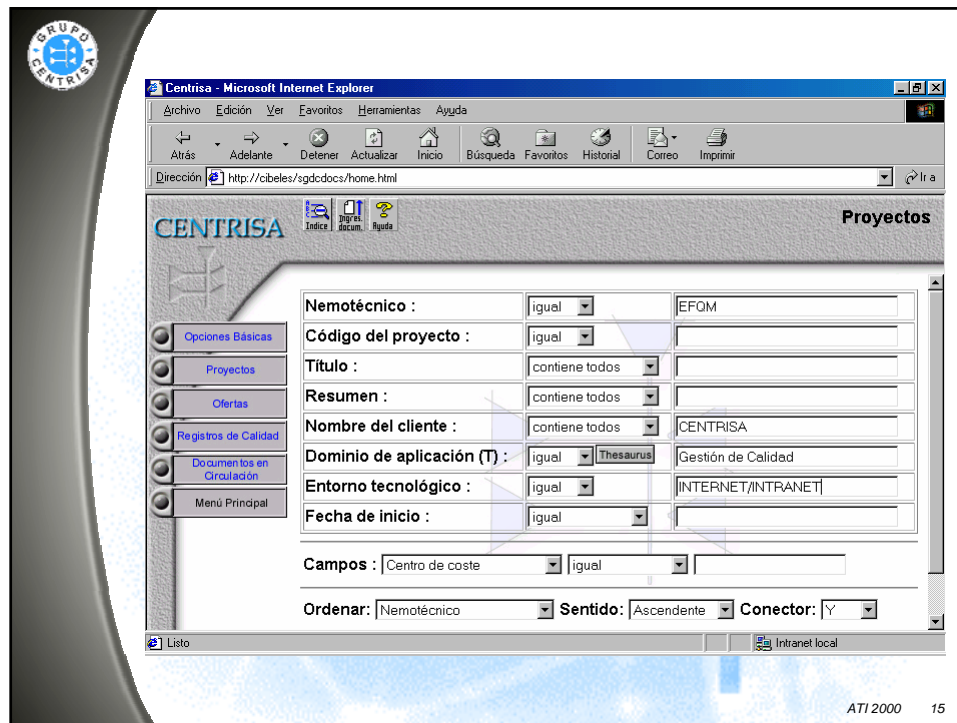 GRUPO CENTRISA
Centrisa - Microsoft Internet Explorer
Archivo Edición Ver Favoritos Herramientas Ayuda
Atrás Adelante Detener Actualizar Inicio Búsqueda Favoritos Historial Correo Imprimir
Dirección http://cibeles/sgdcdocs/home.html Ir a
CENTRISA Indice Ingres. docum. Ayuda Proyectos
Opciones Básicas
Proyectos
Ofertas
Registros de Calidad
Documentos en Circulación
Menú Principal
Nemotécnico : igual EFQM
Código del proyecto : igual
Título : contiene todos
Resumen : contiene todos
Nombre del cliente : contiene todos CENTRISA
Dominio de aplicación (T) : igual Thesaurus Gestión de Calidad
Entorno tecnológico : igual INTERNET/INTRANET
Fecha de inicio : igual
Campos : Centro de coste igual
Ordenar: Nemotécnico Sentido: Ascendente Conector: Y
Listo Intranet local
ATI 2000 15